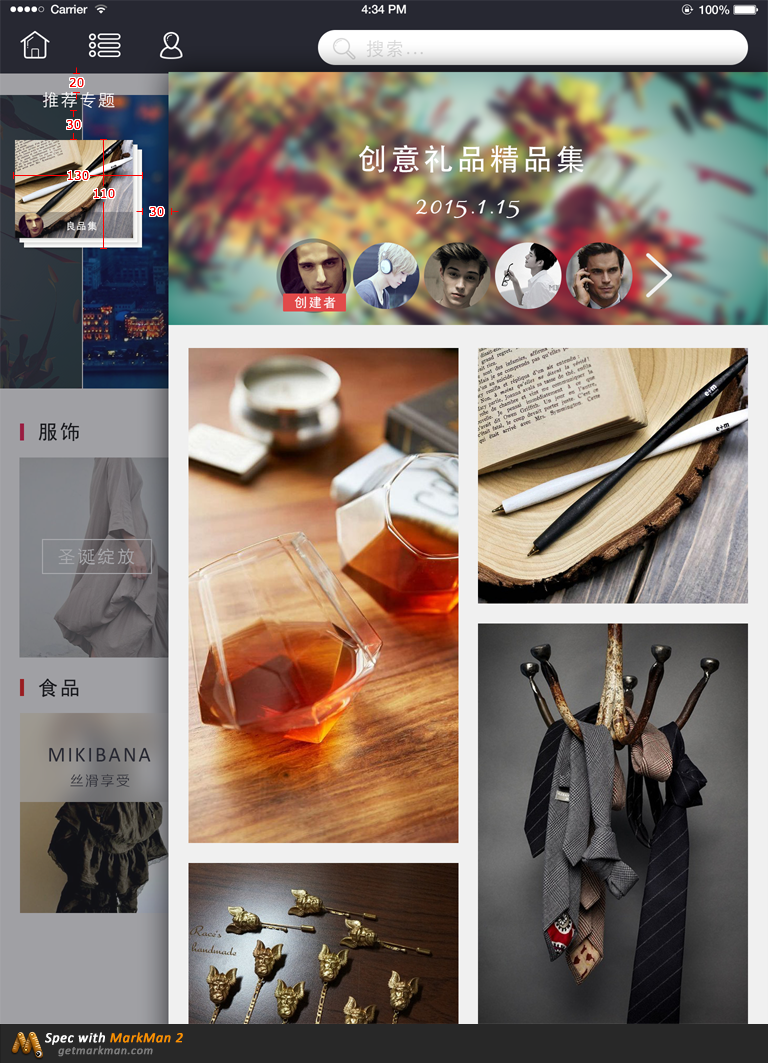 Carrier
4:34 PM
100%
搜索...
20
推荐专题
30
130
110
30
良品集
创意礼品精品集
2015.1.15
创建者
服饰
圣诞绽放
食品
MIKIBANA
丝滑享受
e+m
e+m
Race's
handmade
Spec with MarkMan 2
getmarkman.com